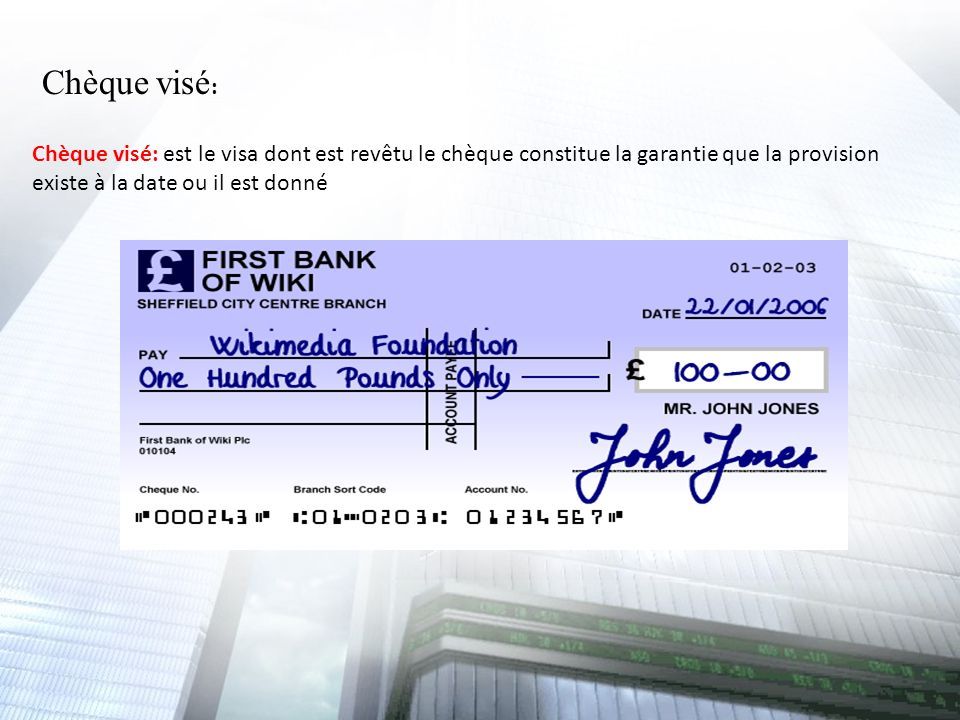 Chèque visé:
Chèque visé: est le visa dont est revêtu le chèque constitue la garantie que la provision
existe à la date ou il est donné
£ FIRST BANK
OF WIKI
SHEFFIELD CITY CENTRE BRANCH
01-02-03
DATE 22/01/2006
PAY Wikimedia Foundation
One Hundred Pounds Only
ACCOUNT PAYEE
£ 100-00
MR. JOHN JONES
First Bank of Wiki Plc
010104
John Jones
Cheque No. Branch Sort Code Account No.
⑈000243⑈ ⑆01⑉0203⑆ 01234567⑈